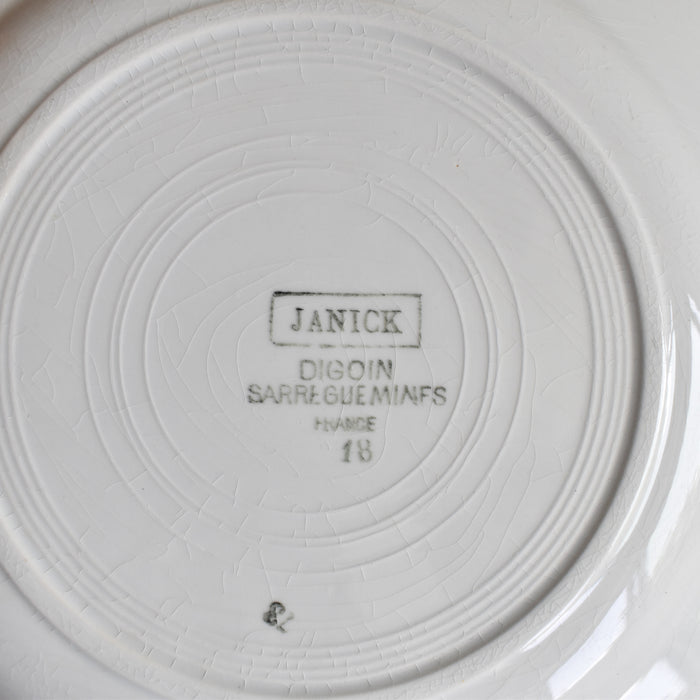 JANICK
DIGOIN
SARREGUEMINES
FRANCE
18
&